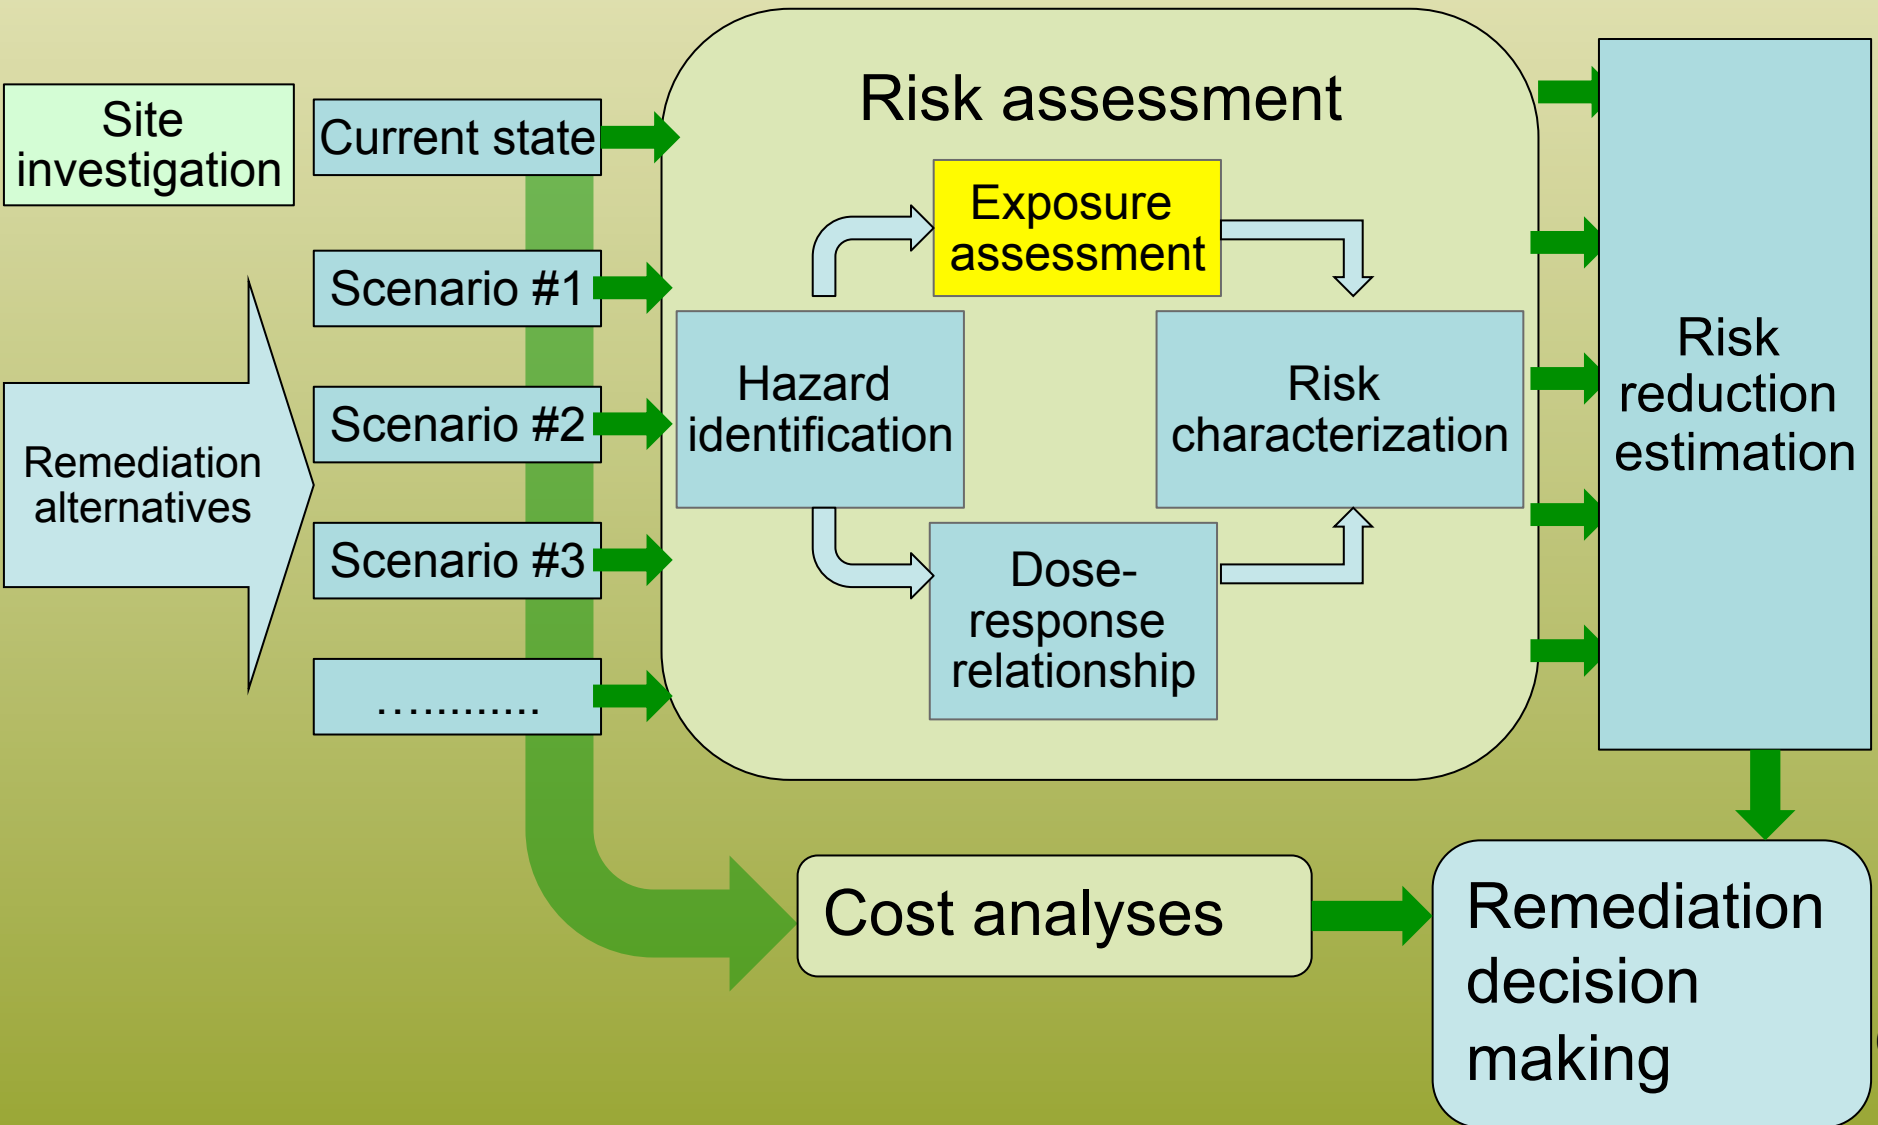 Site
investigation
Current state
Scenario #1
Scenario #2
Scenario #3
….........
Remediation
alternatives
Risk assessment
Exposure
assessment
Hazard
identification
Risk
characterization
Dose-
response
relationship
Risk
reduction
estimation
Cost analyses
Remediation
decision
making